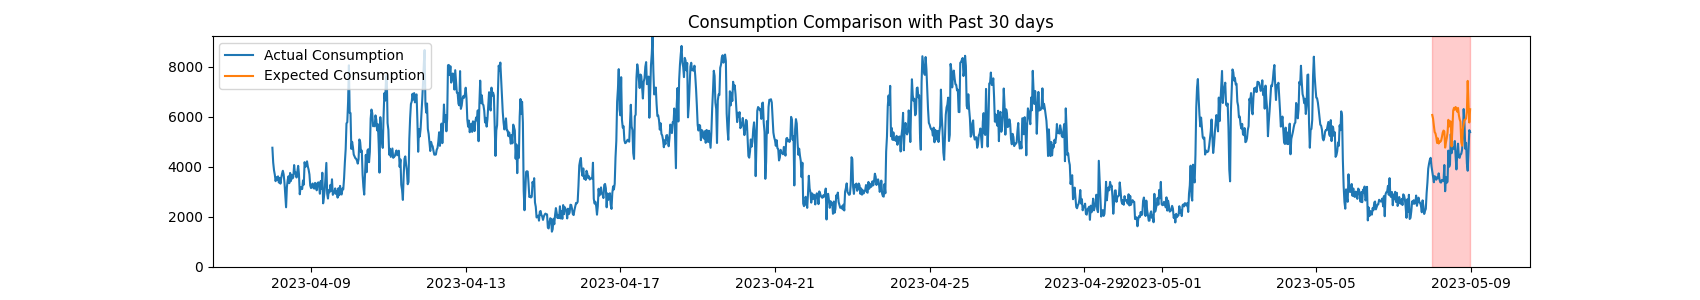 Consumption Comparison with Past 30 days
Actual Consumption
Expected Consumption
8000
6000
4000
2000
0
2023-04-09 2023-04-13 2023-04-17 2023-04-21 2023-04-25 2023-04-29 2023-05-01 2023-05-05 2023-05-09